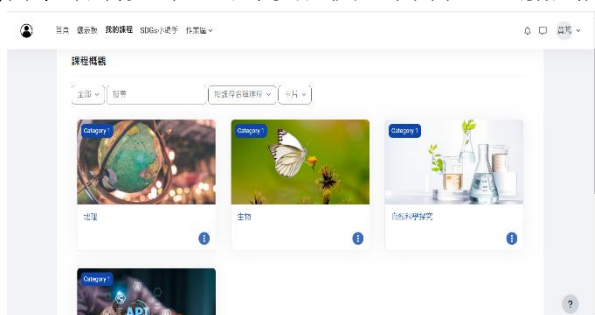 首頁 儀表板 我的課程 SDGs小助手 作業區
課程概觀
全部 搜尋 按課程名稱排序 卡片
Category 1 Category 1 Category 1
地理 生物 自然科學探究
Category 1
API
?